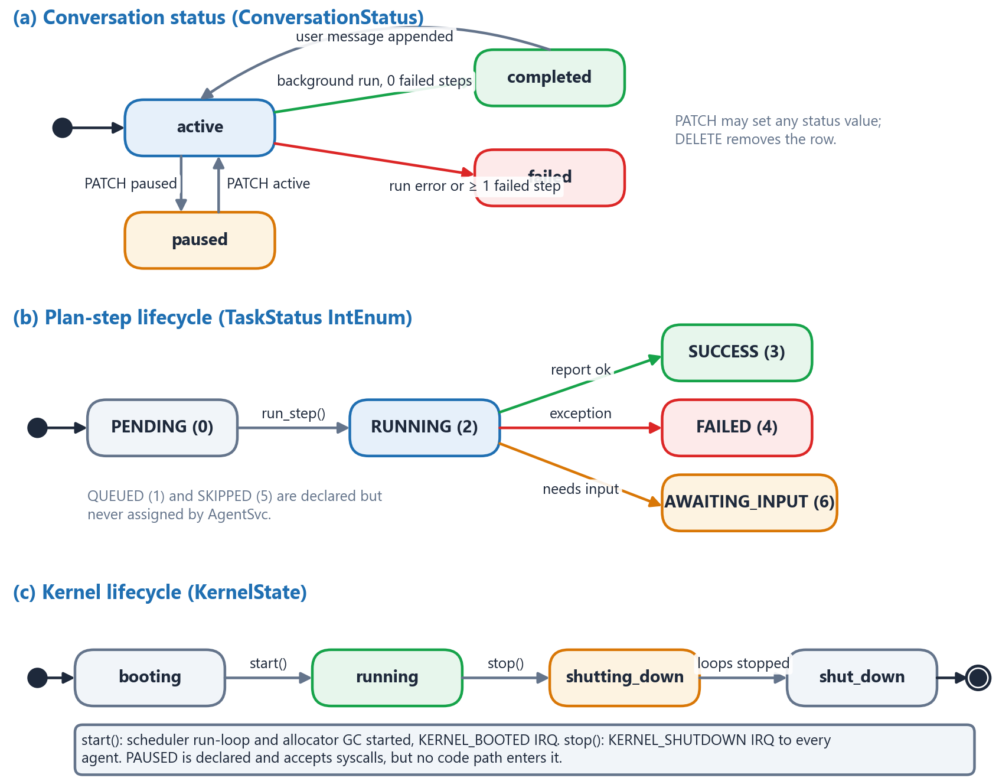 (a) Conversation status (ConversationStatus)
user message appended
completed
background run, 0 failed steps
active
PATCH may set any status value;
DELETE removes the row.
failed
run error or ≥ 1 failed step
PATCH paused
PATCH active
paused
(b) Plan-step lifecycle (TaskStatus IntEnum)
SUCCESS (3)
report ok
PENDING (0)
run_step()
RUNNING (2)
exception
FAILED (4)
needs input
AWAITING_INPUT (6)
QUEUED (1) and SKIPPED (5) are declared but
never assigned by AgentSvc.
(c) Kernel lifecycle (KernelState)
booting
start()
running
stop()
shutting_down
loops stopped
shut_down
start(): scheduler run-loop and allocator GC started, KERNEL_BOOTED IRQ. stop(): KERNEL_SHUTDOWN IRQ to every
agent. PAUSED is declared and accepts syscalls, but no code path enters it.